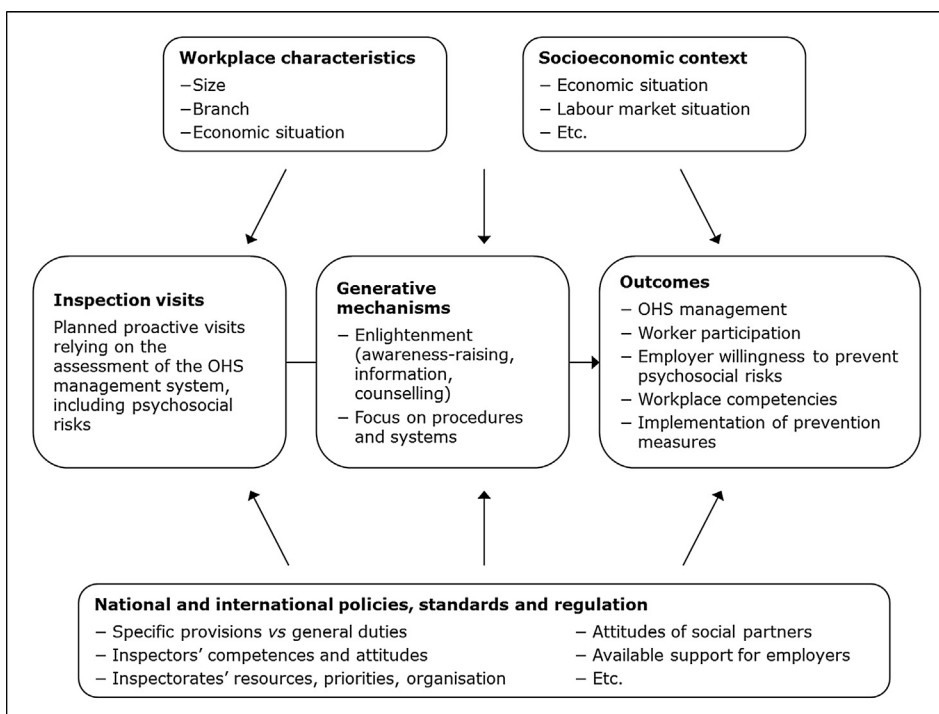 Workplace characteristics
–Size
–Branch
–Economic situation
Socioeconomic context
– Economic situation
– Labour market situation
– Etc.
Inspection visits
Planned proactive visits
relying on the
assessment of the OHS
management system,
including psychosocial
risks
Generative
mechanisms
– Enlightenment
(awareness-raising,
information,
counselling)
– Focus on procedures
and systems
Outcomes
– OHS management
– Worker participation
– Employer willingness to prevent
psychosocial risks
– Workplace competencies
– Implementation of prevention
measures
National and international policies, standards and regulation
– Specific provisions vs general duties
– Inspectors’ competences and attitudes
– Inspectorates’ resources, priorities, organisation
– Attitudes of social partners
– Available support for employers
– Etc.